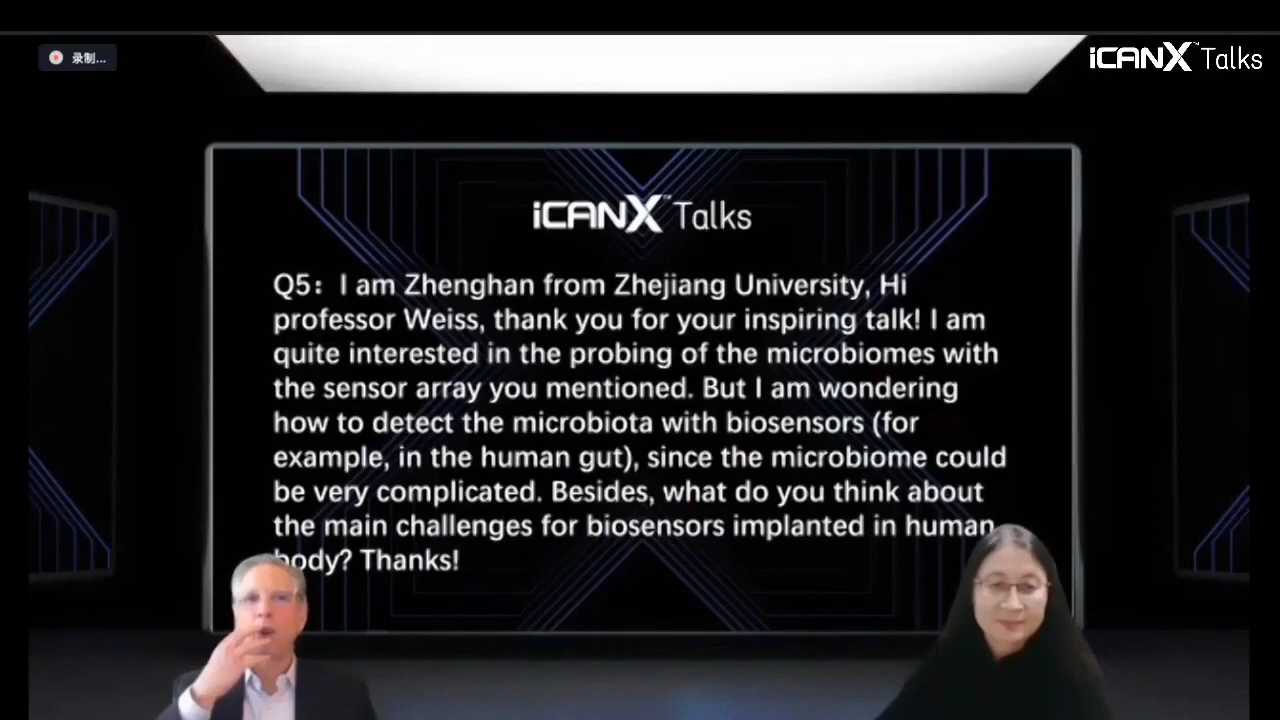 录制...
iCANX™ Talks
iCANX™ Talks
Q5：I am Zhenghan from Zhejiang University, Hi
professor Weiss, thank you for your inspiring talk! I am
quite interested in the probing of the microbiomes with
the sensor array you mentioned. But I am wondering
how to detect the microbiota with biosensors (for
example, in the human gut), since the microbiome could
be very complicated. Besides, what do you think about
the main challenges for biosensors implanted in human
body? Thanks!